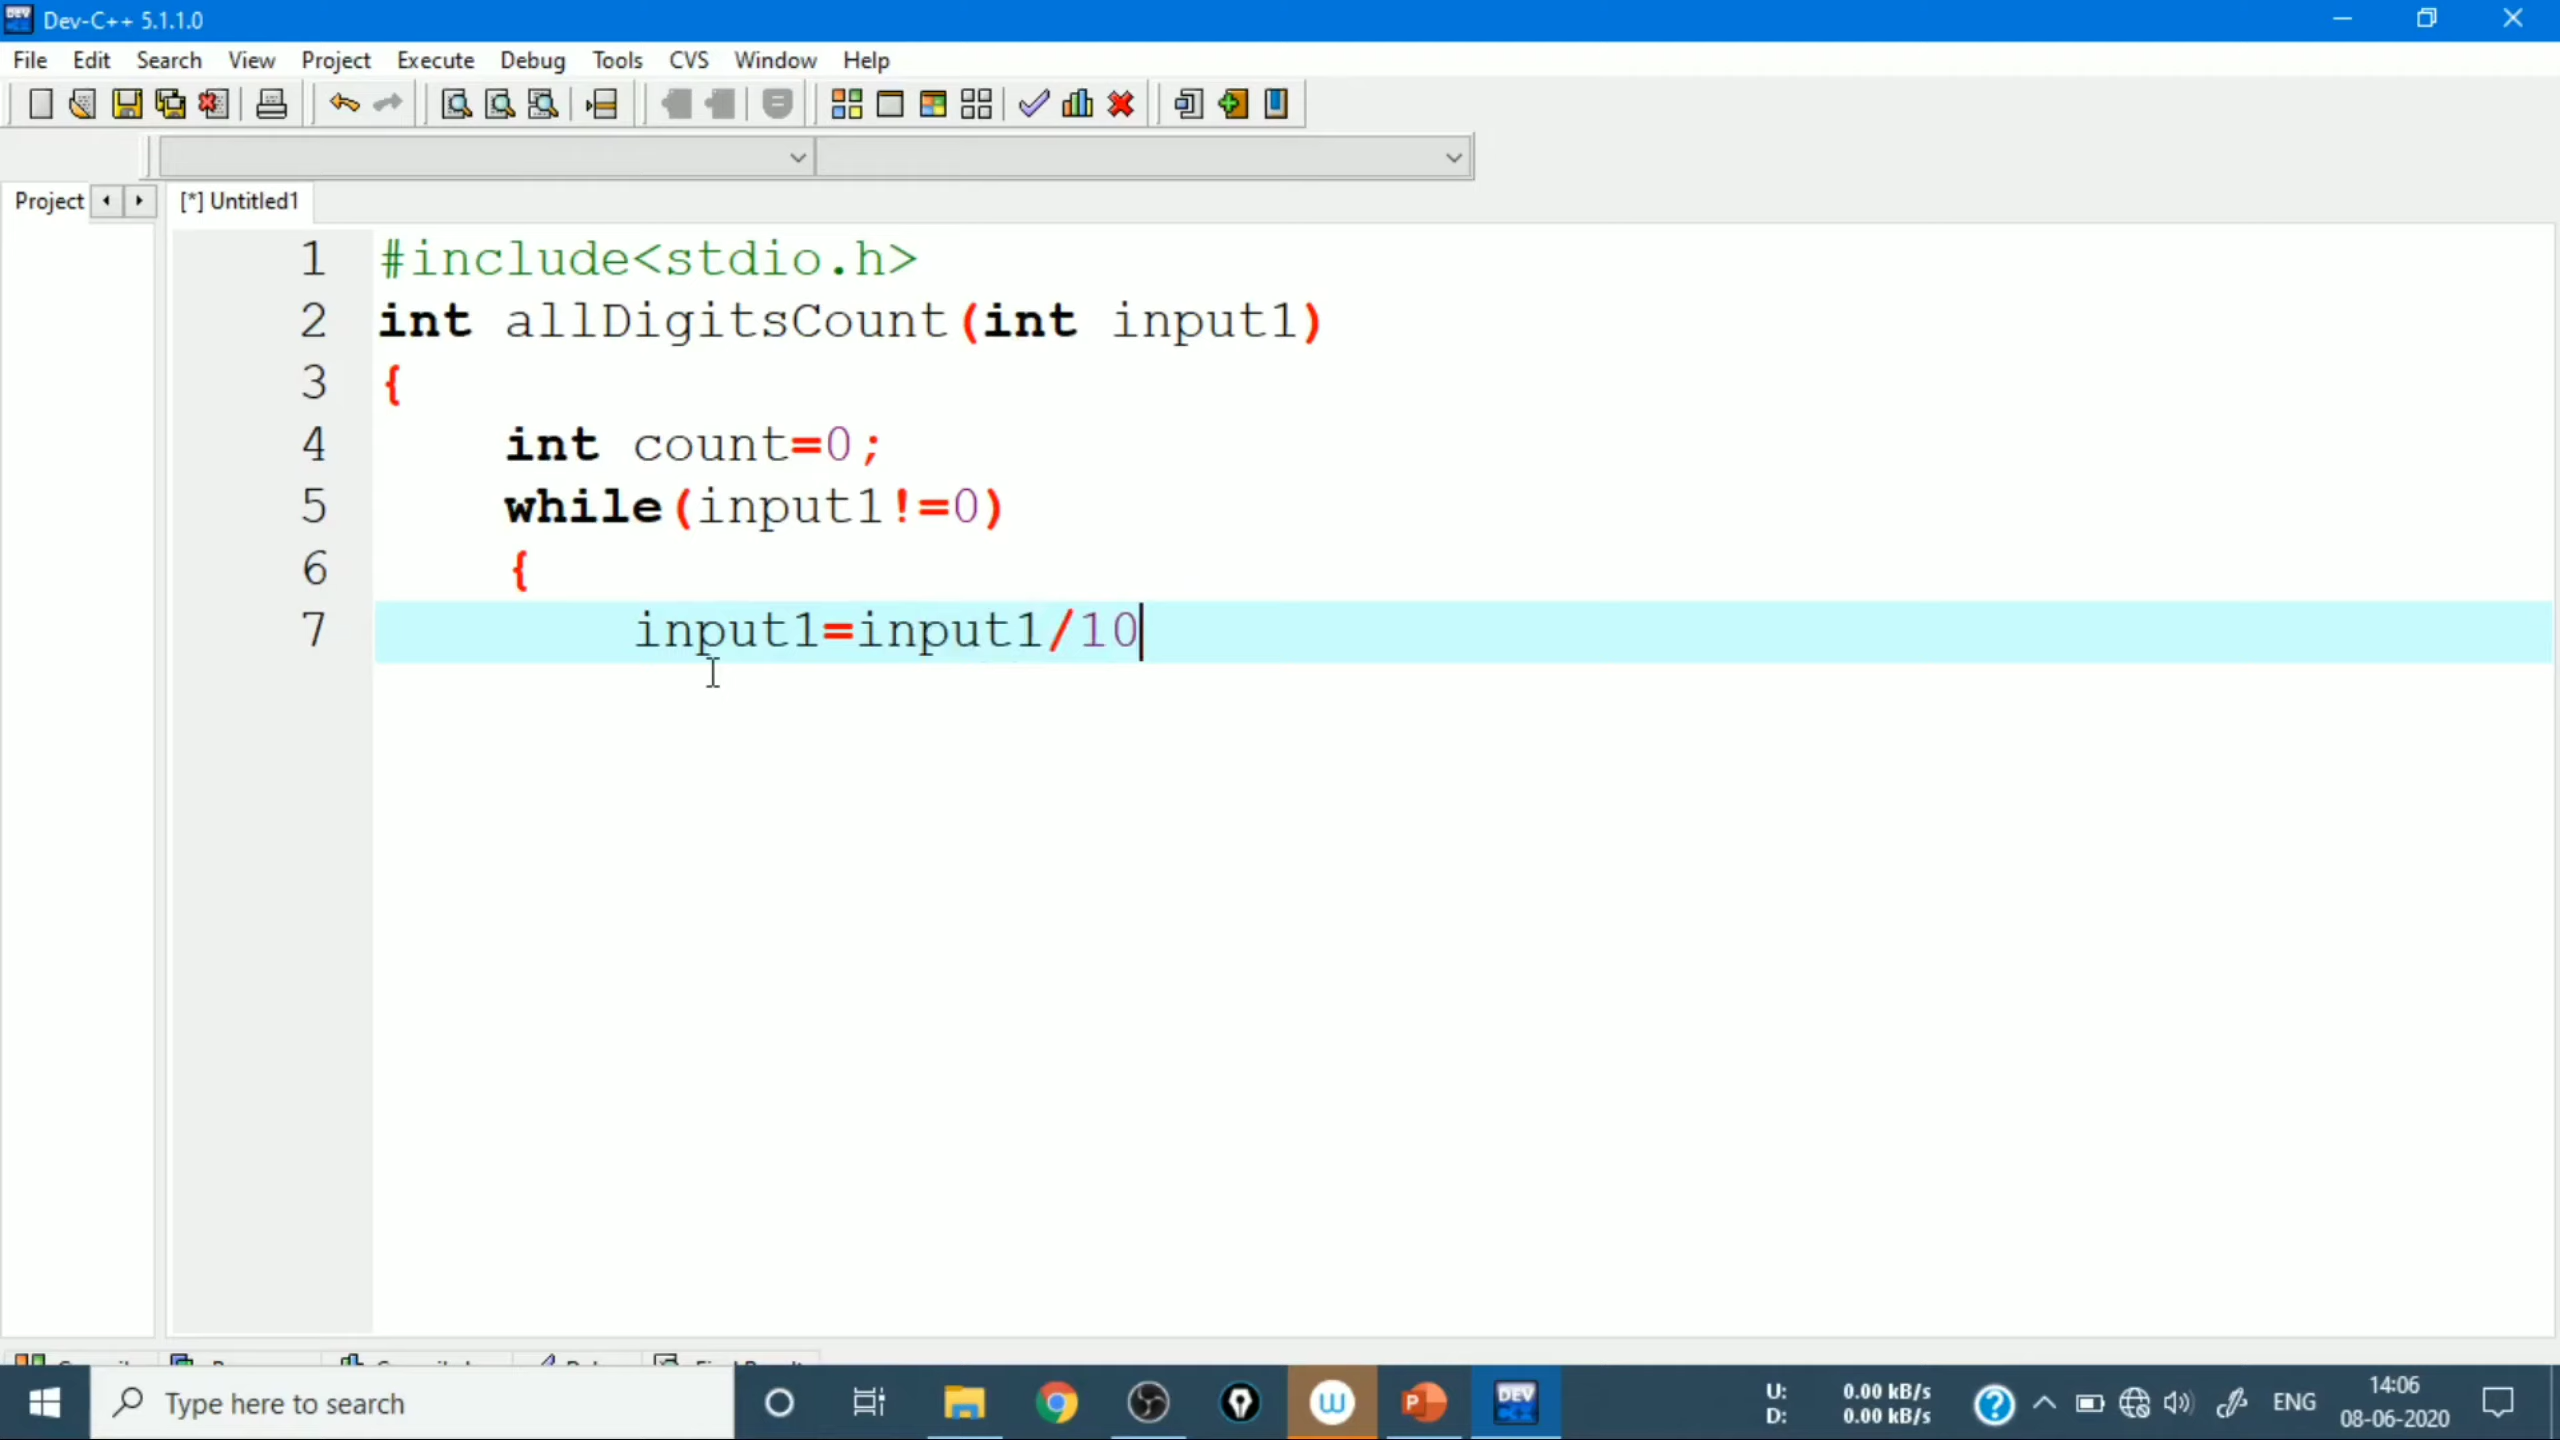 Dev-C++ 5.1.1.0
File Edit Search View Project Execute Debug Tools CVS Window Help
Project [*] Untitled1
1 #include<stdio.h>
2 int allDigitsCount(int input1)
3 {
4 int count=0;
5 while(input1!=0)
6 {
7 input1=input1/10
Type here to search
DEV
U: 0.00 kB/s
D: 0.00 kB/s
ENG
14:06
08-06-2020